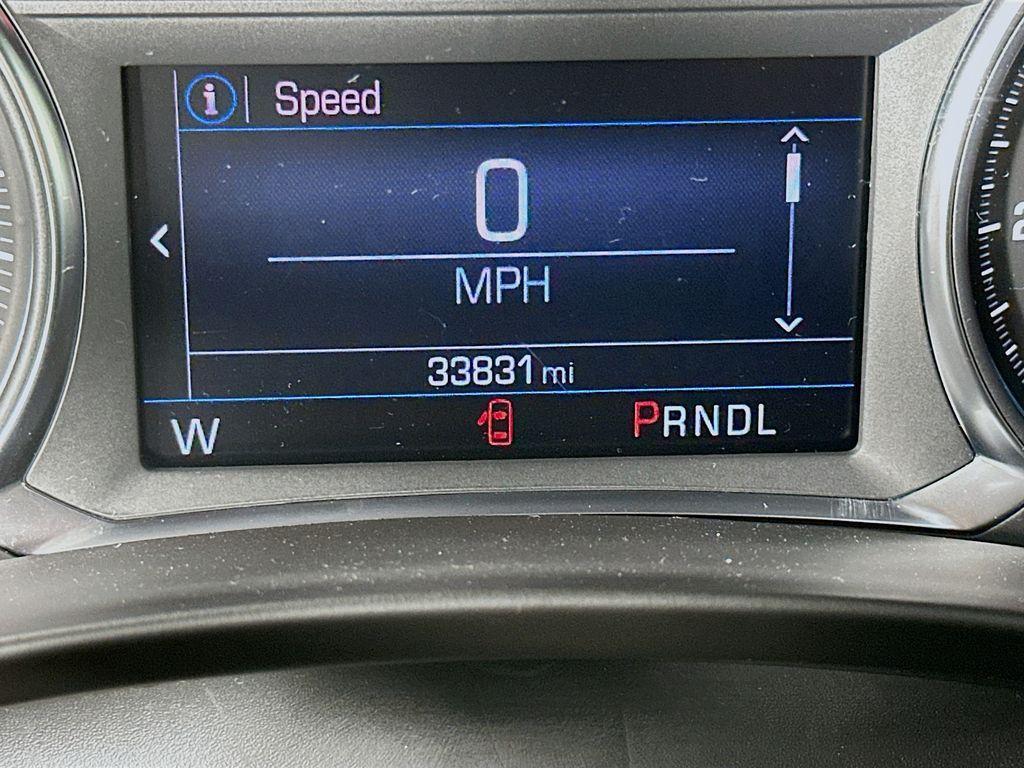 i Speed
0
MPH
33831 mi
W PRNDL